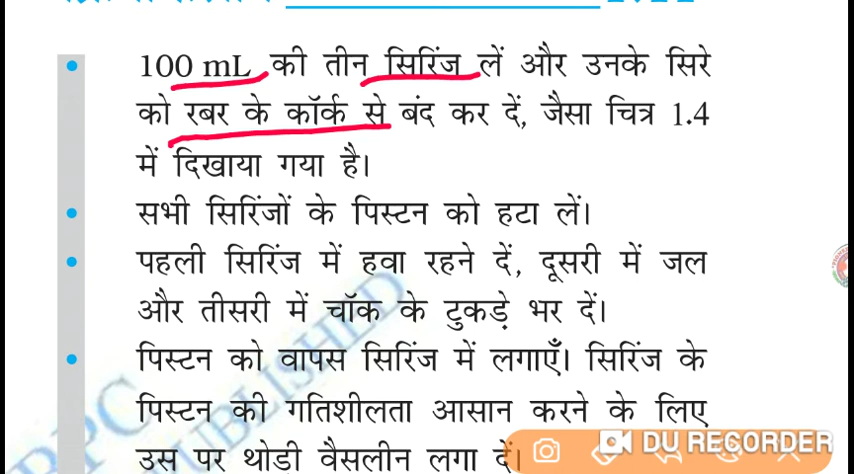 100 mL की तीन सिरिंज लें और उनके सिरे
को रबर के कॉर्क से बंद कर दें, जैसा चित्र 1.4
में दिखाया गया है।
सभी सिरिंजों के पिस्टन को हटा लें।
पहली सिरिंज में हवा रहने दें, दूसरी में जल
और तीसरी में चॉक के टुकड़े भर दें।
पिस्टन को वापस सिरिंज में लगाएँ। सिरिंज के
पिस्टन की गतिशीलता आसान करने के लिए
उस पर थोड़ी वैसलीन लगा दें।
DU RECORDER